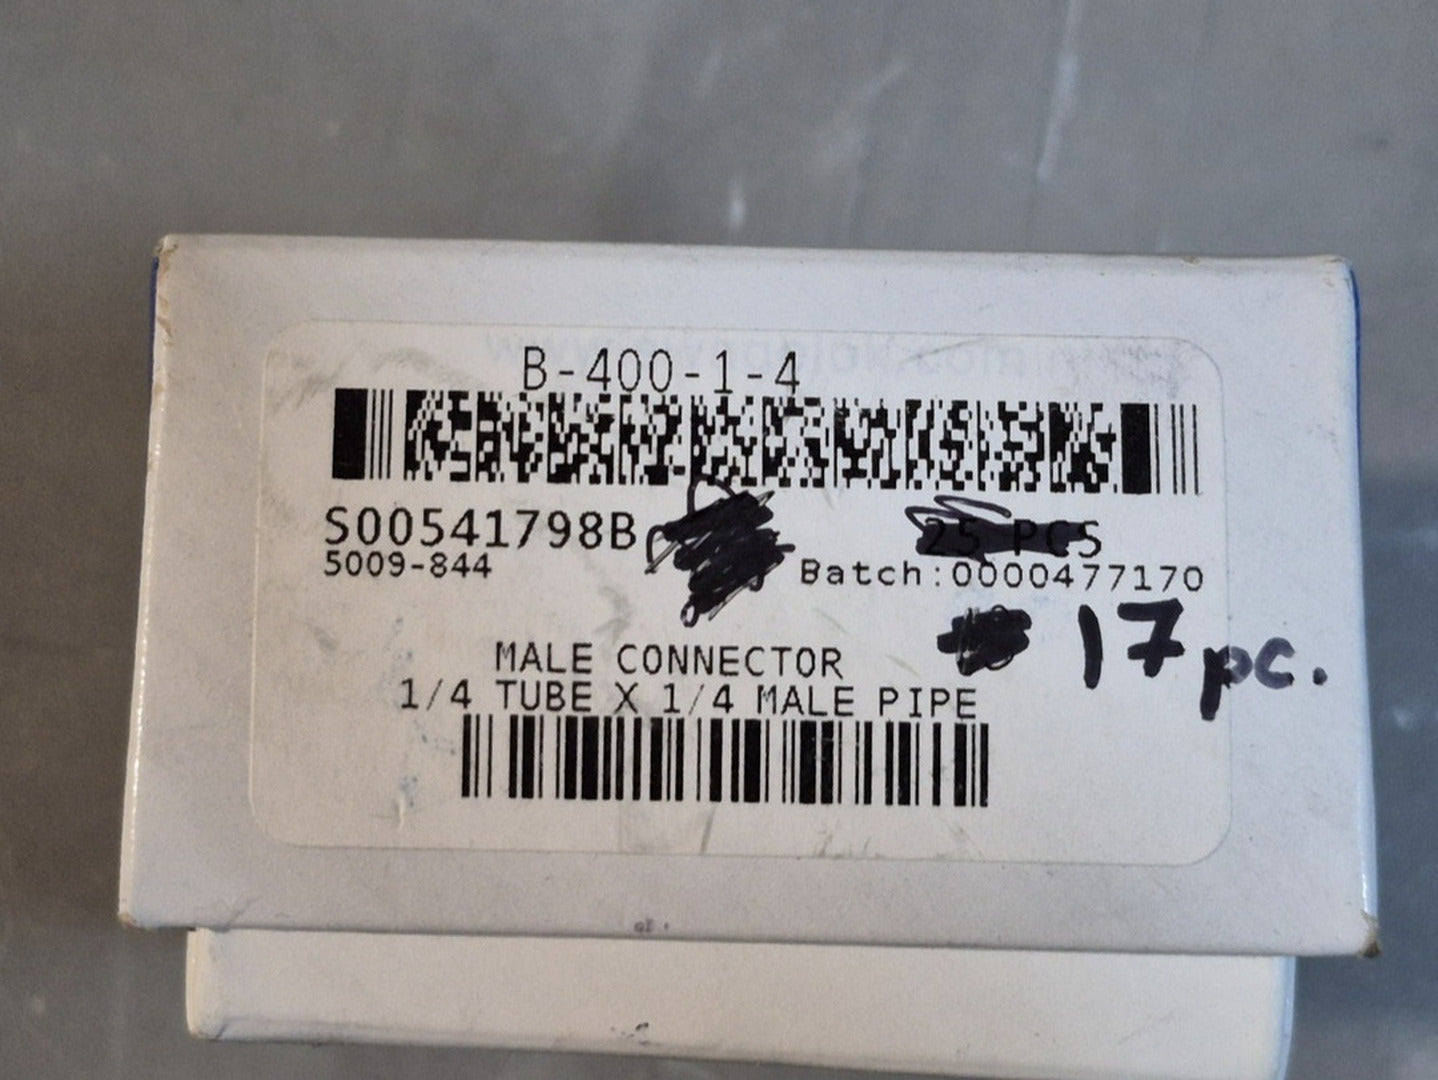 B-400-1-4
S00541798B
25 PCS
5009-844
Batch:0000477170
17 pc.
MALE CONNECTOR
1/4 TUBE X 1/4 MALE PIPE